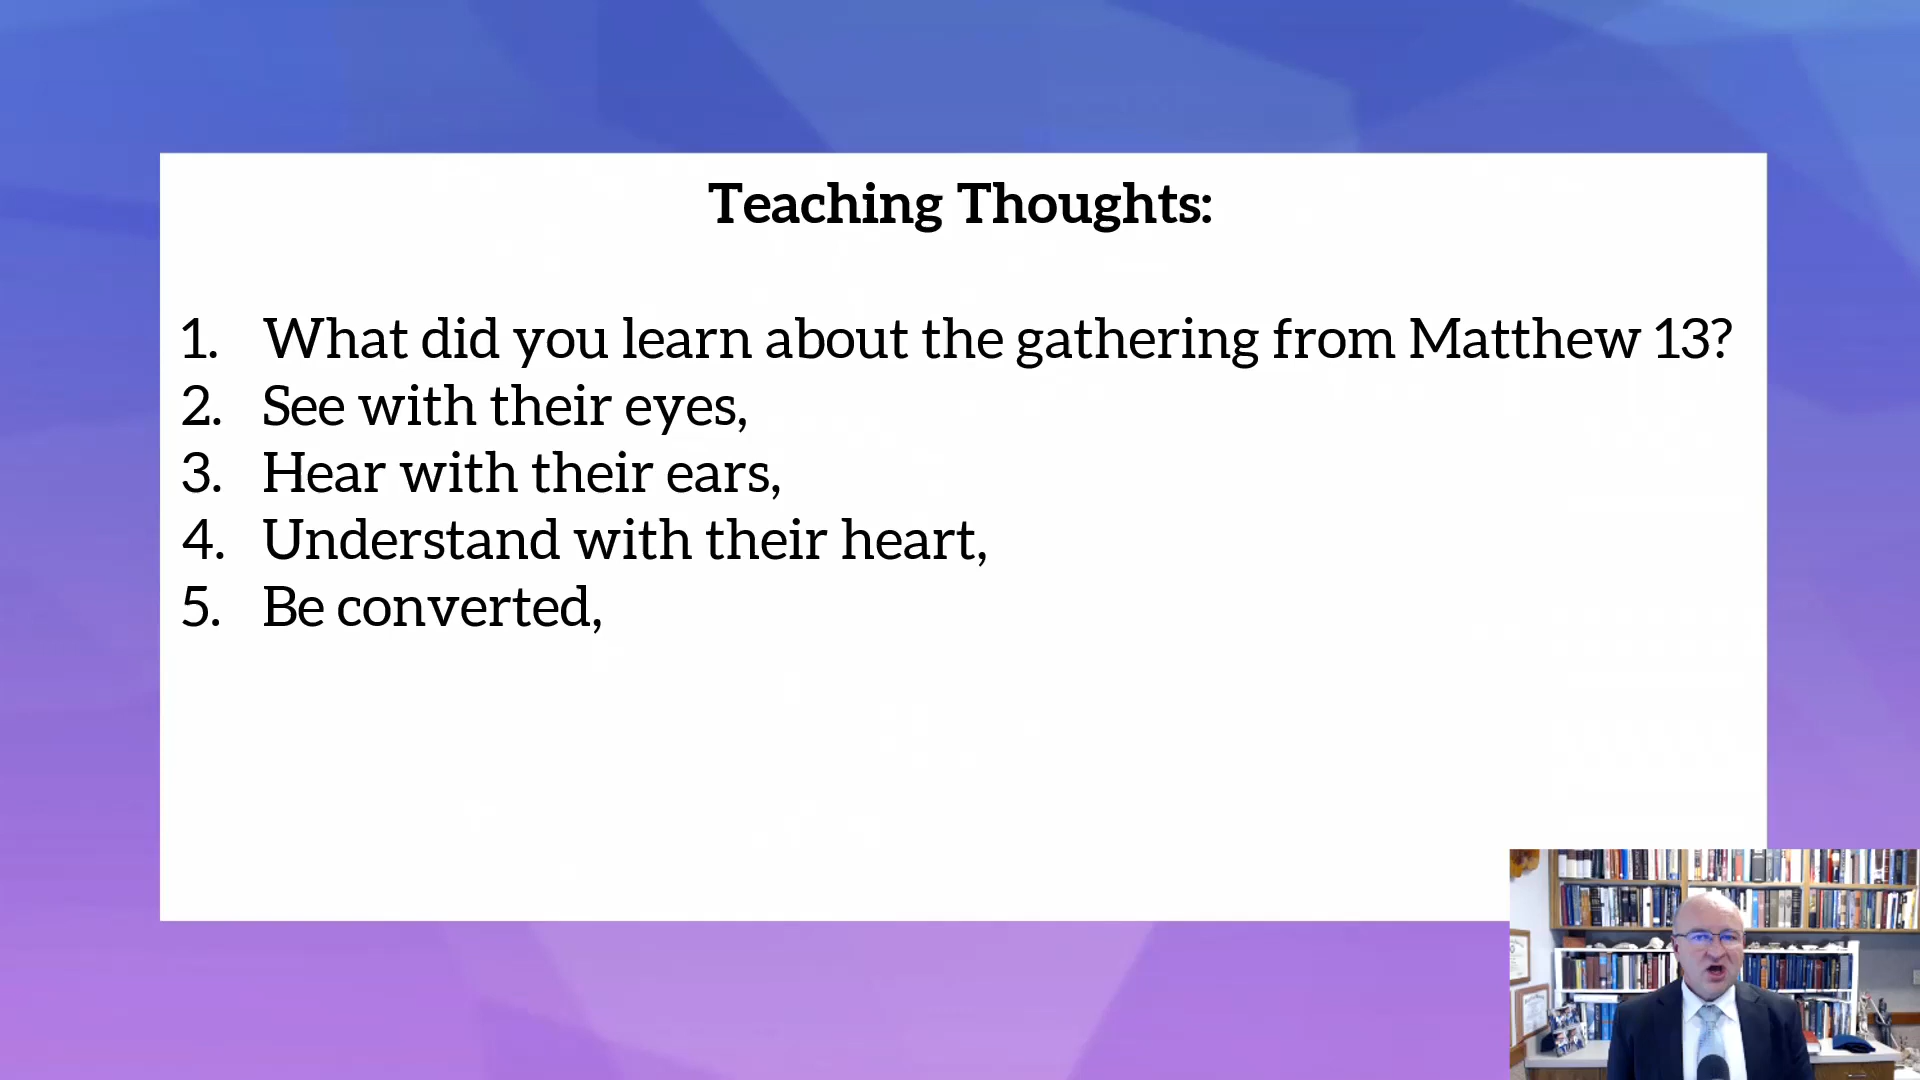 Teaching Thoughts:
1. What did you learn about the gathering from Matthew 13?
2. See with their eyes,
3. Hear with their ears,
4. Understand with their heart,
5. Be converted,